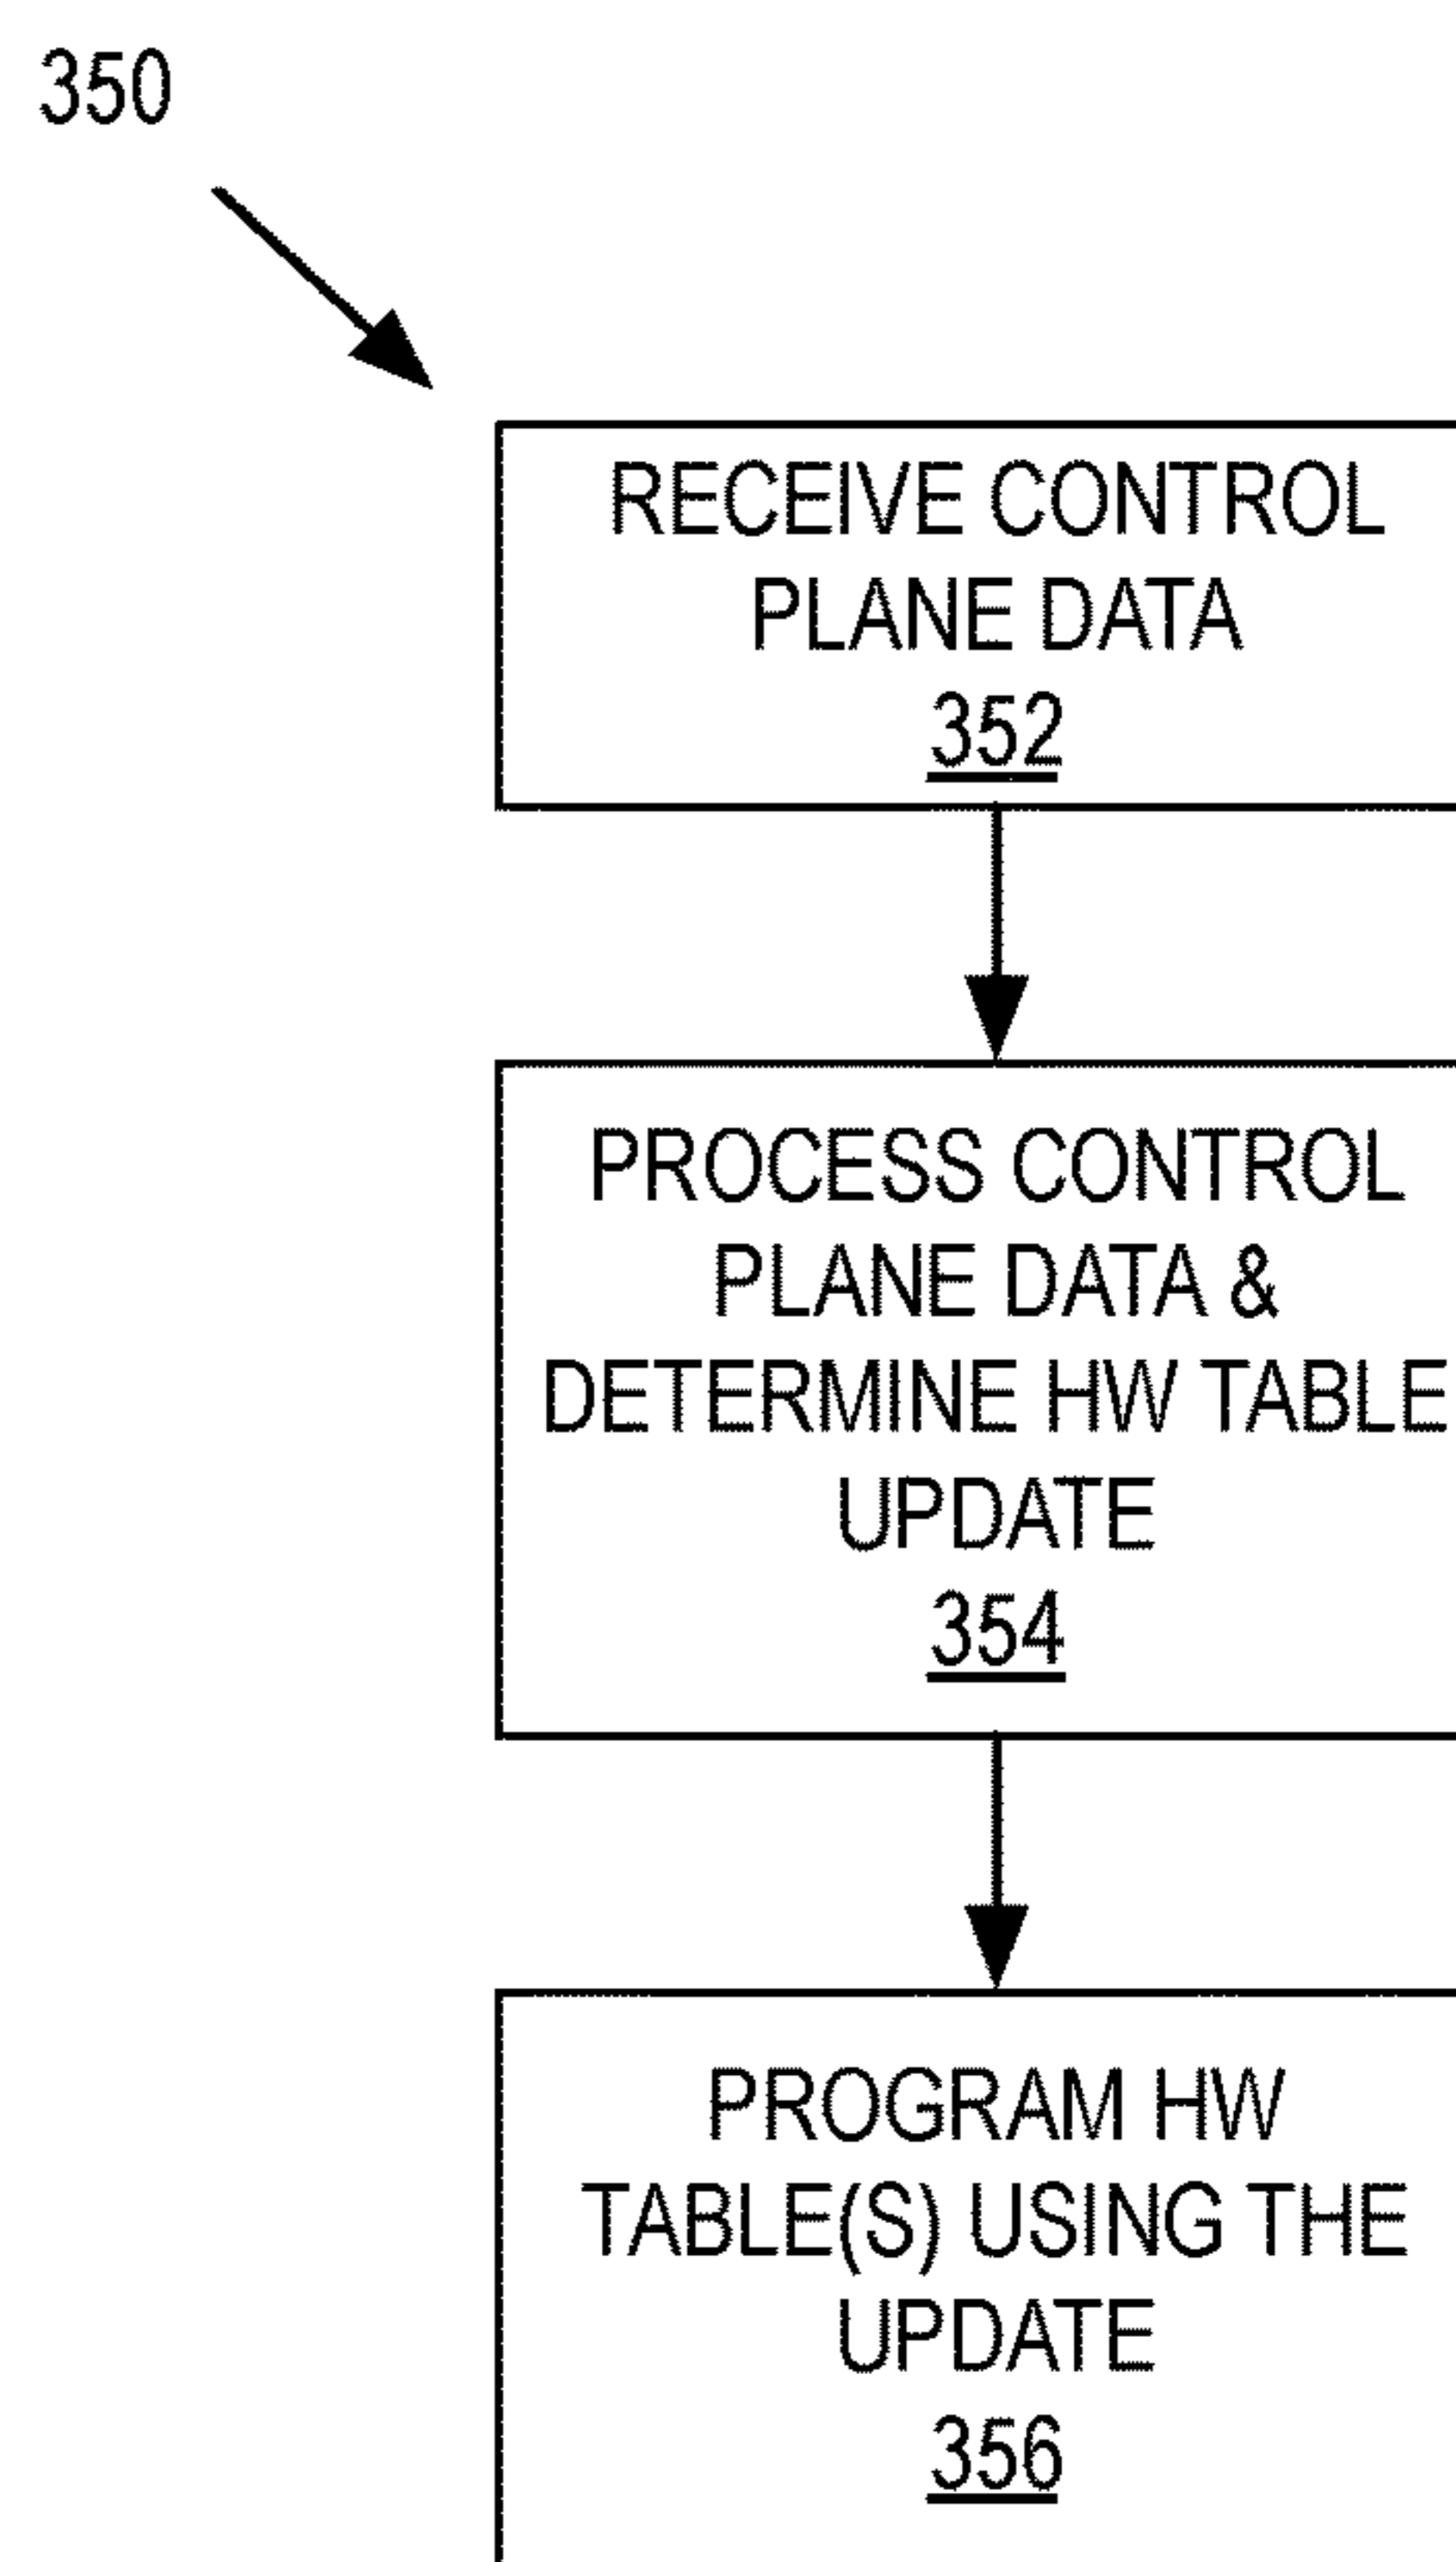 350
RECEIVE CONTROL
PLANE DATA
352
PROCESS CONTROL
PLANE DATA &
DETERMINE HW TABLE
UPDATE
354
PROGRAM HW
TABLE(S) USING THE
UPDATE
356